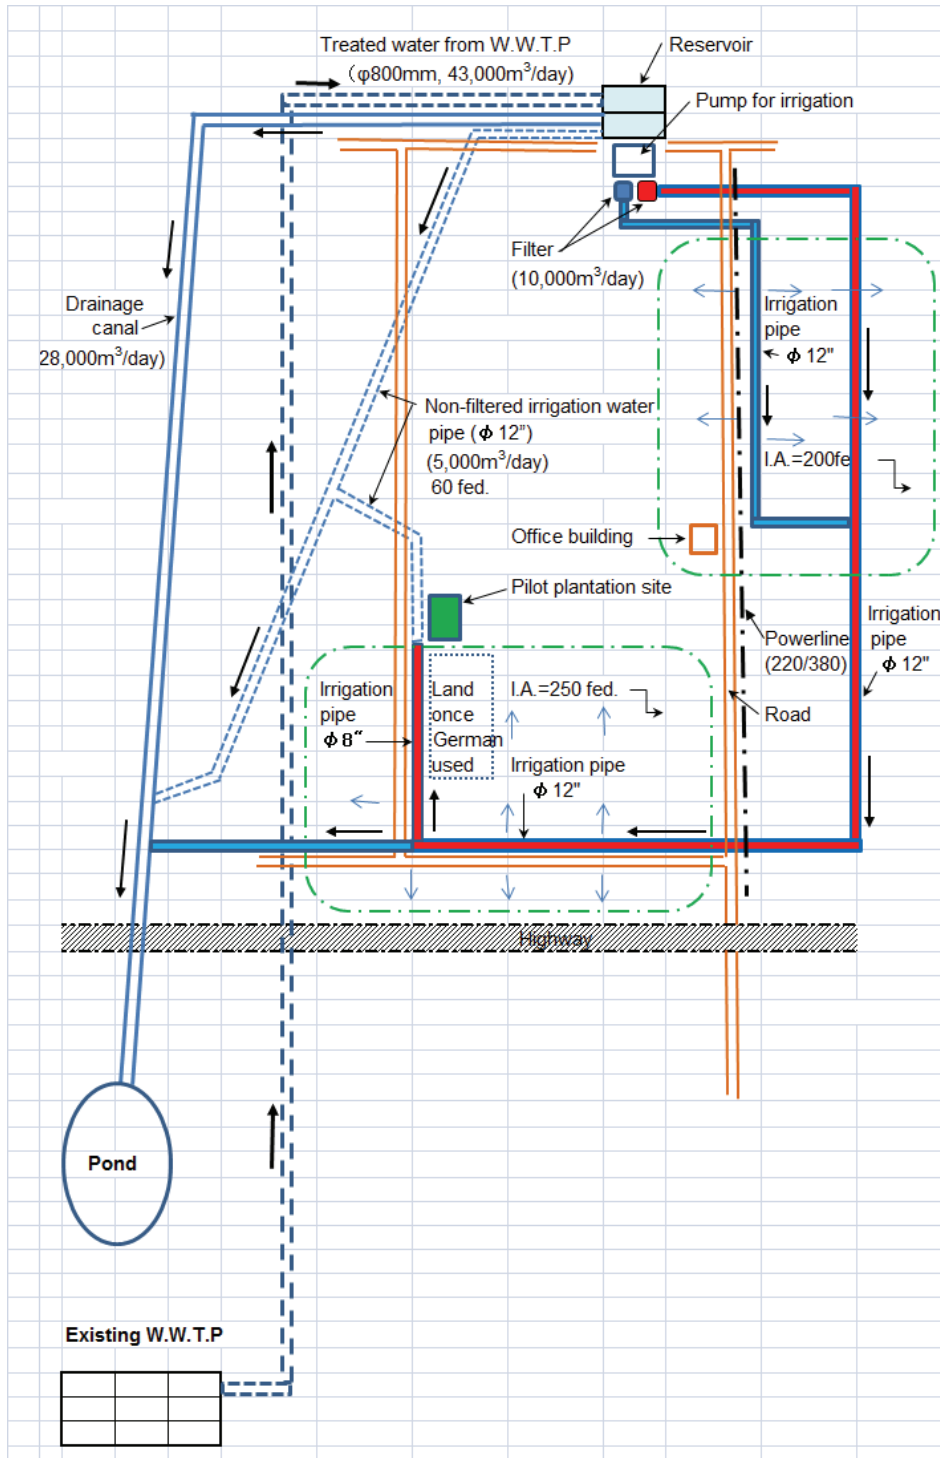 Treated water from W.W.T.P
(φ800mm, 43,000m³/day)
Reservoir
Pump for irrigation
Filter
(10,000m³/day)
Drainage
canal
28,000m³/day)
Irrigation
pipe
ϕ 12"
Non-filtered irrigation water
pipe (ϕ 12")
(5,000m³/day)
60 fed.
I.A.=200fe
Office building
Pilot plantation site
Powerline
(220/380)
Irrigation
pipe
ϕ 12"
Irrigation
pipe
ϕ 8"
Land
once
German
used
I.A.=250 fed.
Road
Irrigation pipe
ϕ 12"
Highway
Pond
Existing W.W.T.P